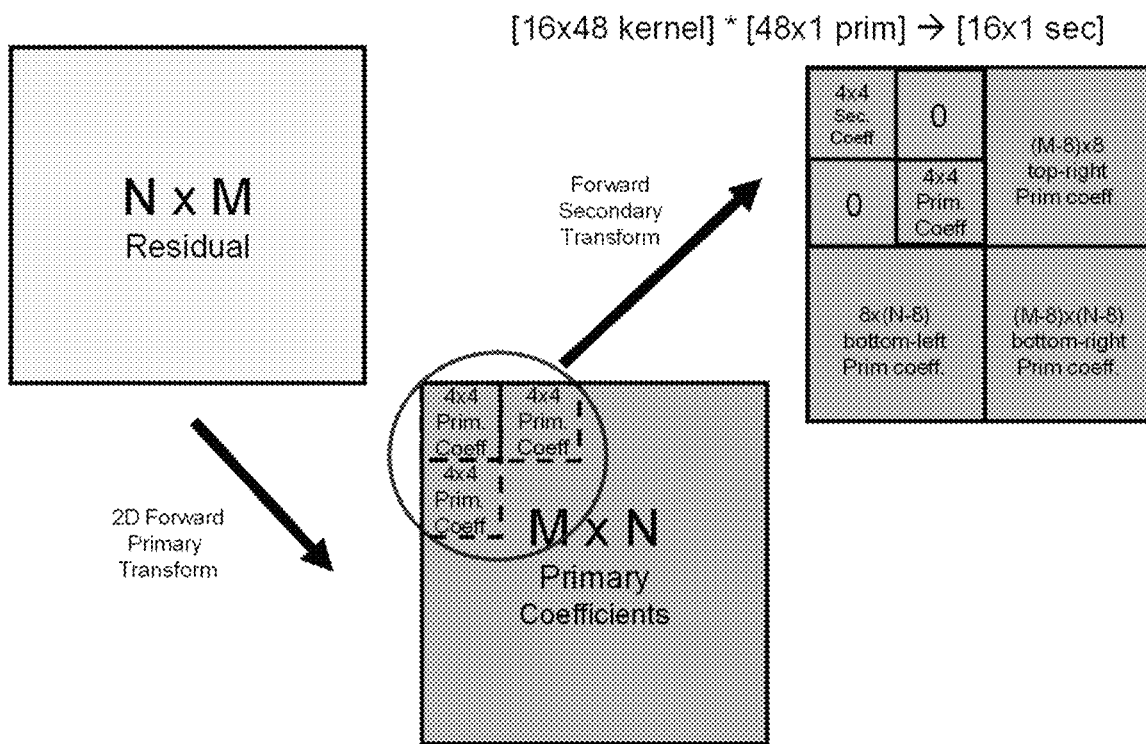 [16x48 kernel] * [48x1 prim] → [16x1 sec]
N x M
Residual
4x4
Sec.
Coeff
0
(M-8)x8
top-right
Prim coeff.
0
4x4
Prim.
Coeff
8x(N-8)
bottom-left
Prim coeff.
(M-8)x(N-8)
bottom-right
Prim coeff.
Forward
Secondary
Transform
2D Forward
Primary
Transform
4x4
Prim.
Coeff
4x4
Prim.
Coeff
4x4
Prim.
Coeff
M x N
Primary
Coefficients